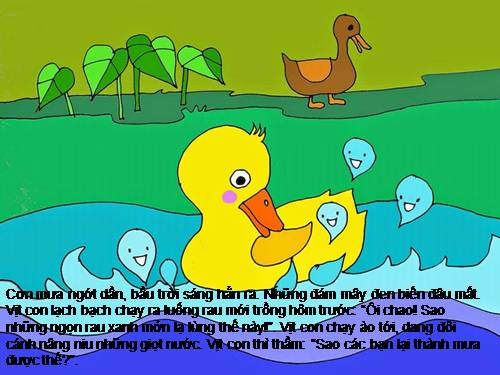 Cơn mưa ngớt dần, bầu trời sáng hẳn ra. Những đám mây đen biến đâu mất.
Vịt con lạch bạch chạy ra luống rau mới trồng hôm trước. "Ôi chao! Sao
những ngọn rau xanh mởn lạ lùng thế này!". Vịt con chạy ào tới, dang đôi
cánh nâng niu những giọt nước. Vịt con thì thầm: "Sao các bạn lại thành mưa
được thế?".